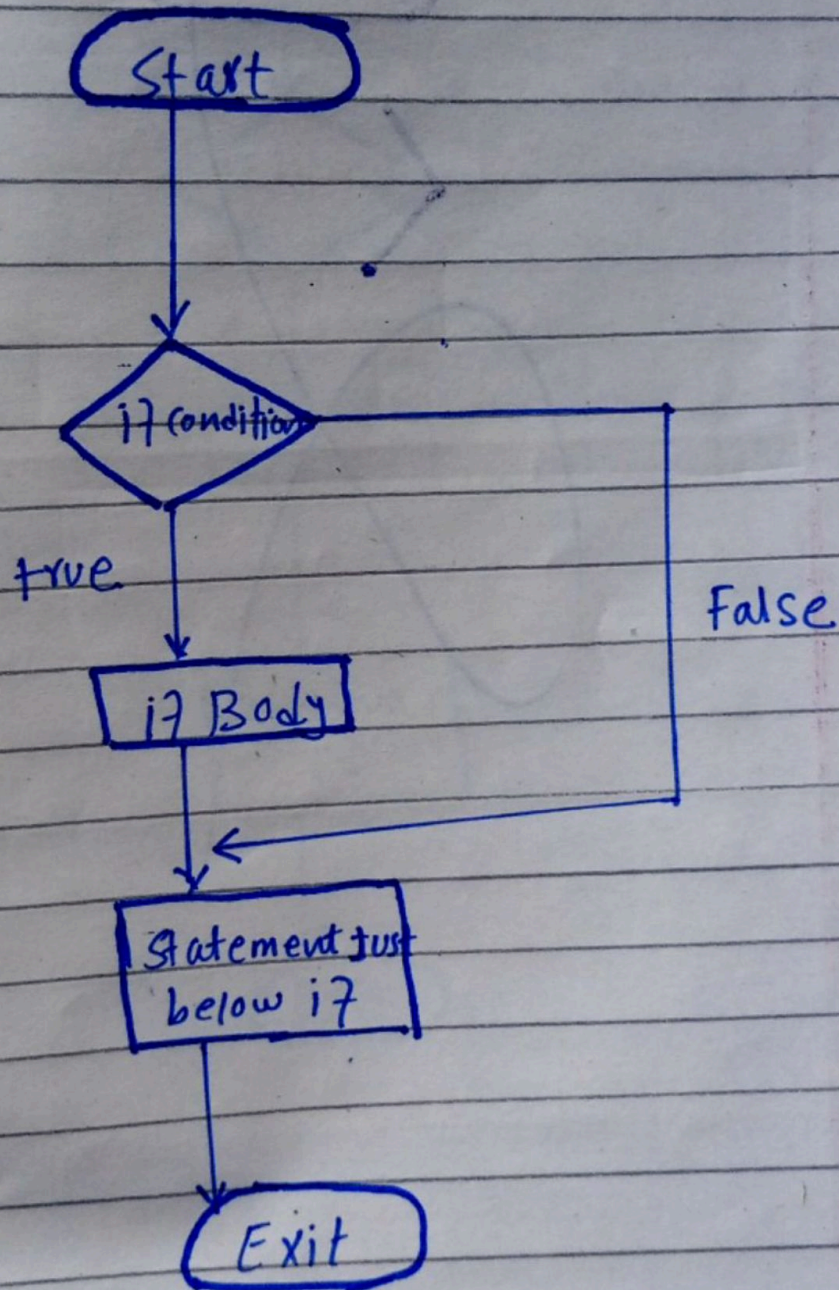 Start
if condition
true
False
if Body
Statement Just
below if
Exit